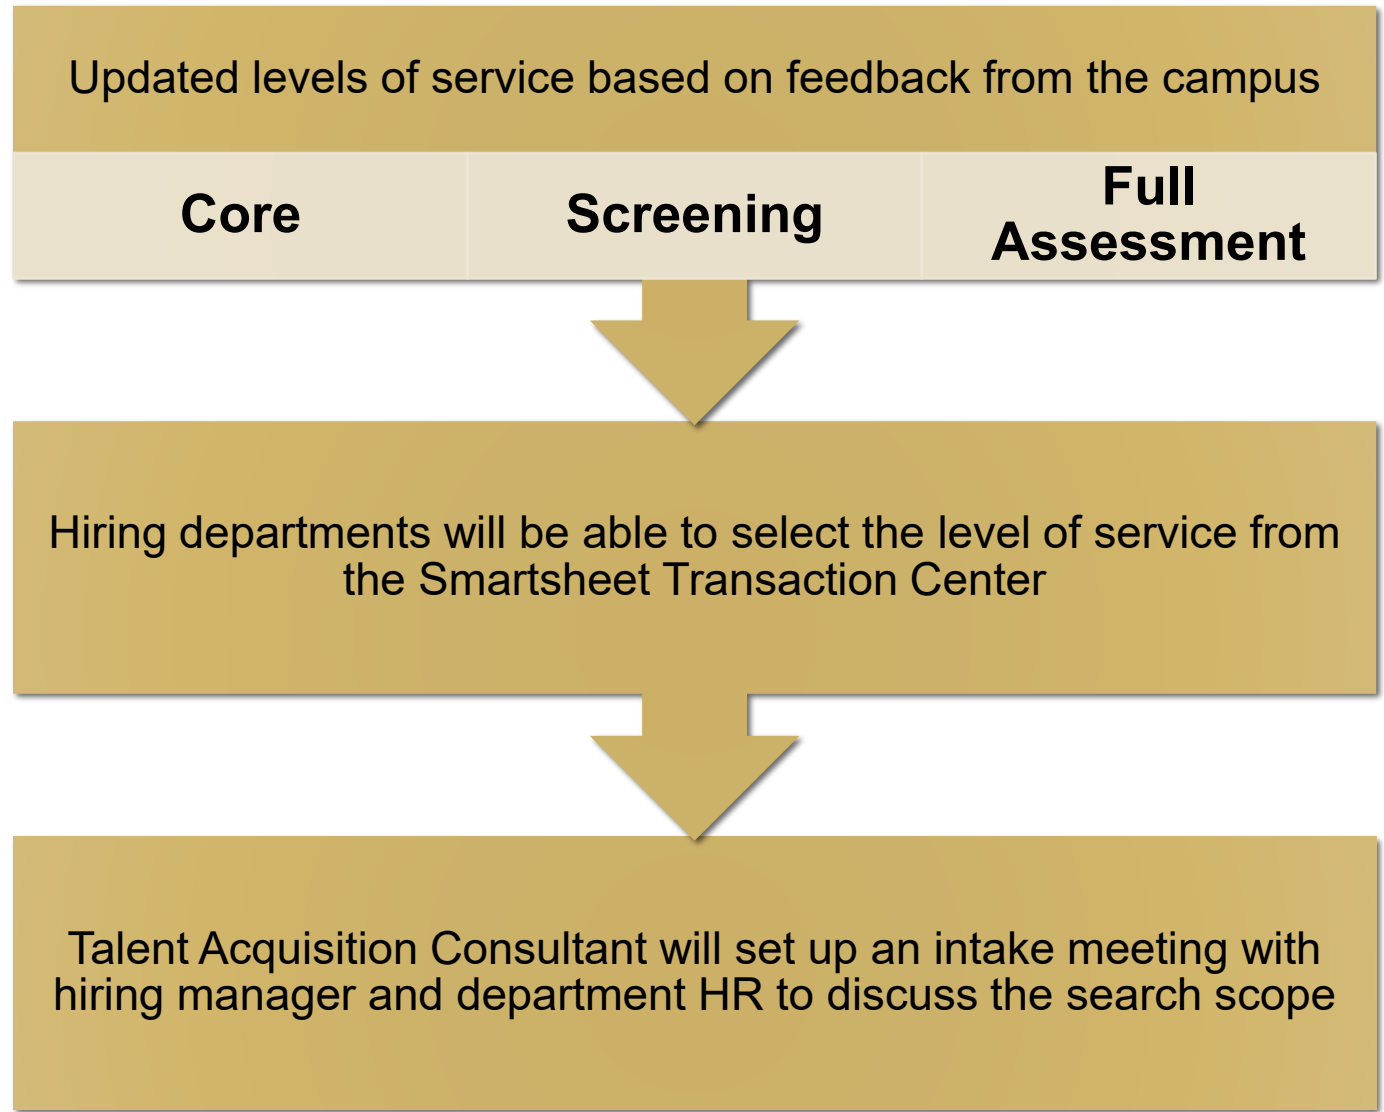 Updated levels of service based on feedback from the campus
Core
Screening
Full
Assessment
Hiring departments will be able to select the level of service from
the Smartsheet Transaction Center
Talent Acquisition Consultant will set up an intake meeting with
hiring manager and department HR to discuss the search scope